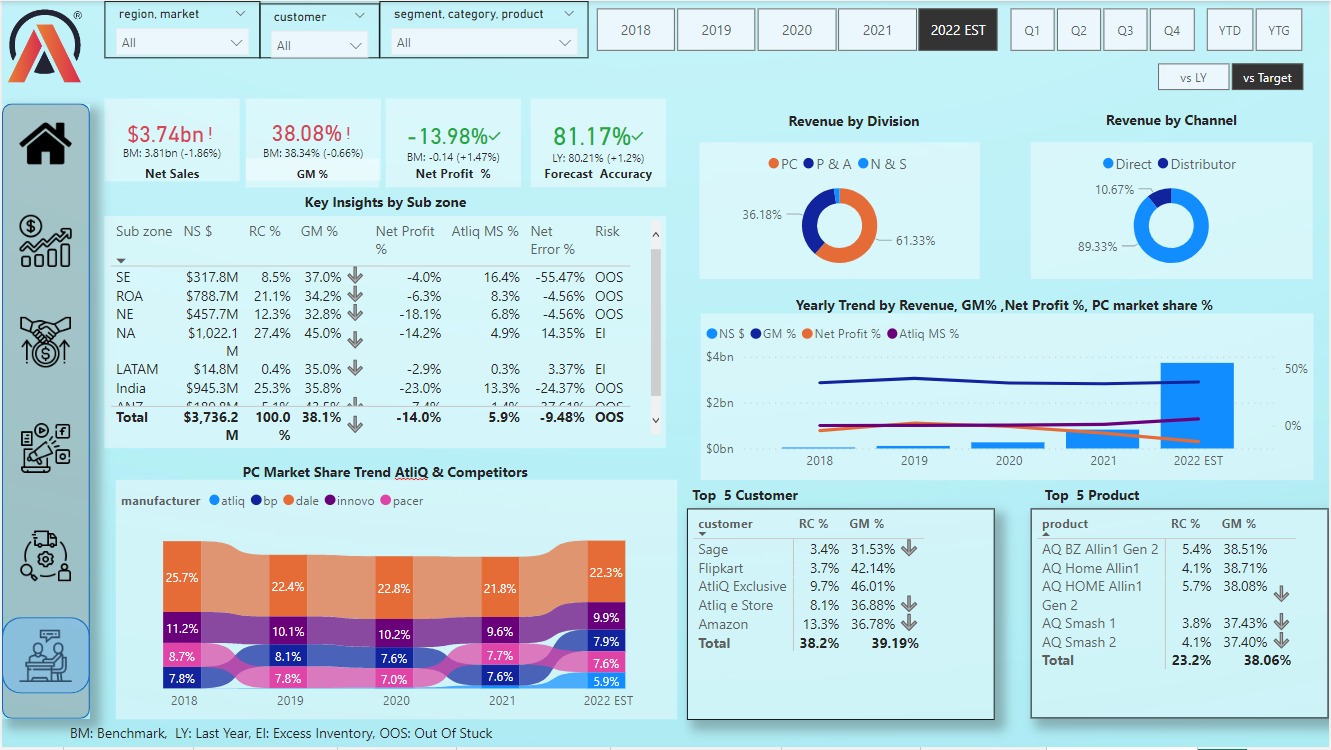 ®
region, market
All
customer
All
segment, category, product
All
2018
2019
2020
2021
2022 EST
Q1
Q2
Q3
Q4
YTD
YTG
vs LY
vs Target
$3.74bn !
BM: 3.81bn (-1.86%)
Net Sales
38.08% !
BM: 38.34% (-0.66%)
GM %
-13.98%
BM: -0.14 (+1.47%)
Net Profit %
81.17%
LY: 80.21% (+1.2%)
Forecast Accuracy
Revenue by Division
PC P & A N & S
36.18%
61.33%
Revenue by Channel
Direct Distributor
10.67%
89.33%
Key Insights by Sub zone
Sub zone NS $ RC % GM % Net Profit % Atliq MS % Net Error % Risk
SE $317.8M 8.5% 37.0% -4.0% 16.4% -55.47% OOS
ROA $788.7M 21.1% 34.2% -6.3% 8.3% -4.56% OOS
NE $457.7M 12.3% 32.8% -18.1% 6.8% -4.56% OOS
NA $1,022.1 M 27.4% 45.0% -14.2% 4.9% 14.35% EI
LATAM $14.8M 0.4% 35.0% -2.9% 0.3% 3.37% EI
India $945.3M 25.3% 35.8% -23.0% 13.3% -24.37% OOS
Total $3,736.2 M 100.0 % 38.1% -14.0% 5.9% -9.48% OOS
Yearly Trend by Revenue, GM% ,Net Profit %, PC market share %
NS $ GM % Net Profit % Atliq MS %
$4bn
$2bn
$0bn
50%
0%
2018 2019 2020 2021 2022 EST
PC Market Share Trend AtliQ & Competitors
manufacturer atliq bp dale innovo pacer
25.7% 22.4% 22.8% 21.8% 22.3%
11.2% 10.1% 10.2% 9.6% 9.9%
8.7% 8.1% 7.6% 7.7% 7.9%
7.8% 7.8% 7.0% 7.6% 7.6%
5.9%
2018 2019 2020 2021 2022 EST
Top 5 Customer
customer RC % GM %
Sage 3.4% 31.53%
Flipkart 3.7% 42.14%
AtliQ Exclusive 9.7% 46.01%
Atliq e Store 8.1% 36.88%
Amazon 13.3% 36.78%
Total 38.2% 39.19%
Top 5 Product
product RC % GM %
AQ BZ Allin1 Gen 2 5.4% 38.51%
AQ Home Allin1 4.1% 38.71%
AQ HOME Allin1 5.7% 38.08%
Gen 2
AQ Smash 1 3.8% 37.43%
AQ Smash 2 4.1% 37.40%
Total 23.2% 38.06%
BM: Benchmark, LY: Last Year, EI: Excess Inventory, OOS: Out Of Stuck